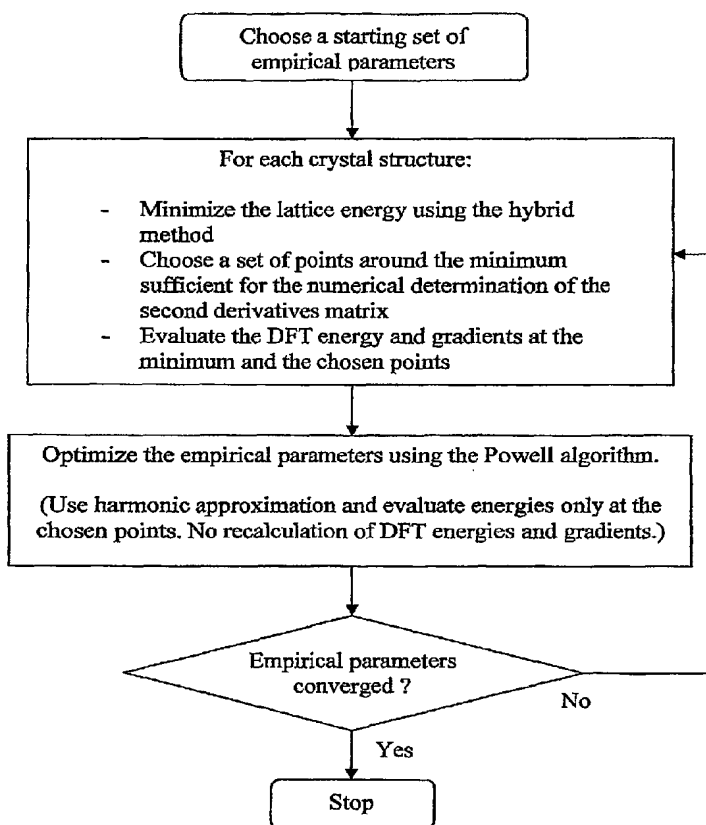 Choose a starting set of
empirical parameters
For each crystal structure:
- Minimize the lattice energy using the hybrid
method
- Choose a set of points around the minimum
sufficient for the numerical determination of the
second derivatives matrix
- Evaluate the DFT energy and gradients at the
minimum and the chosen points
Optimize the empirical parameters using the Powell algorithm.
(Use harmonic approximation and evaluate energies only at the
chosen points. No recalculation of DFT energies and gradients.)
Empirical parameters
converged ?
No
Yes
Stop